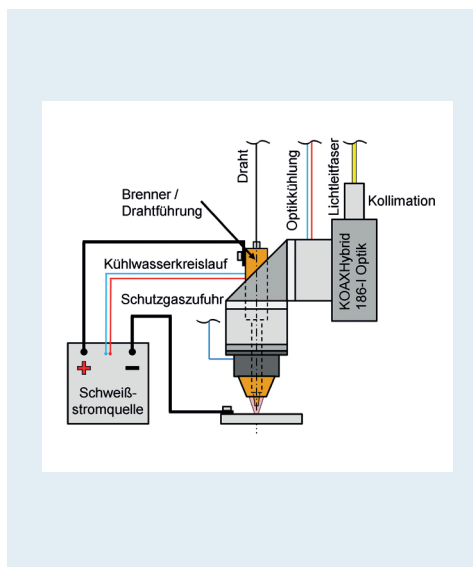 Draht
Optikkühlung
Lichtleitfaser
Brenner /
Drahtführung
Kollimation
KOAXHybrid
186-I Optik
Kühlwasserkreislauf
Schutzgaszufuhr
+ −
Schweiß-
stromquelle